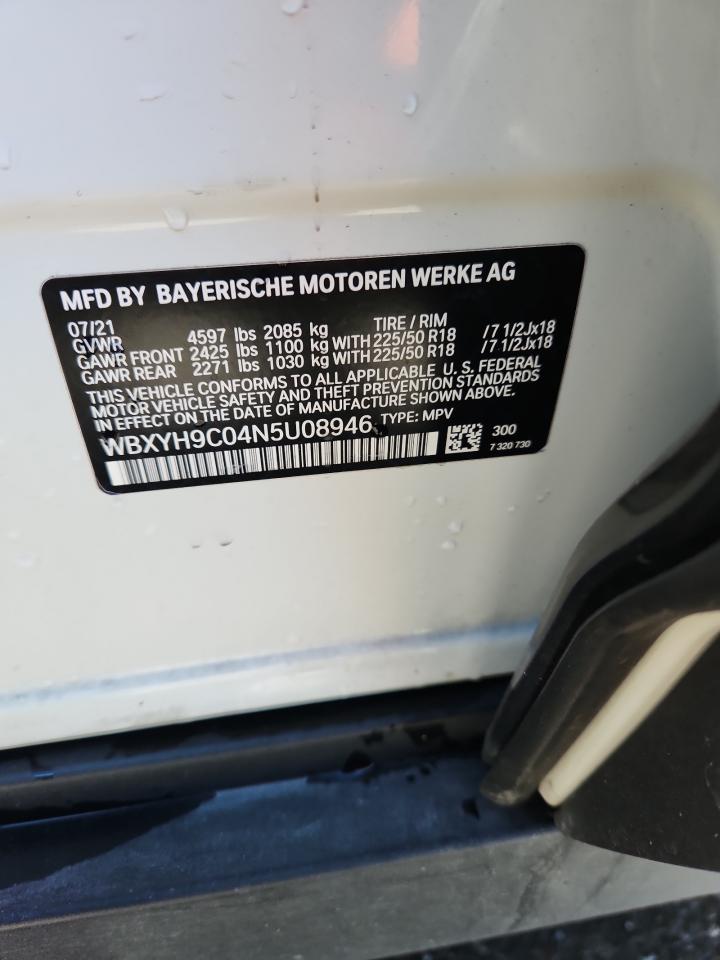 MFD BY BAYERISCHE MOTOREN WERKE AG
07/21 TIRE / RIM
GVWR 4597 lbs 2085 kg
GAWR FRONT 2425 lbs 1100 kg WITH 225/50 R18 /7 1/2Jx18
GAWR REAR 2271 lbs 1030 kg WITH 225/50 R18 /7 1/2Jx18
THIS VEHICLE CONFORMS TO ALL APPLICABLE U. S. FEDERAL
MOTOR VEHICLE SAFETY AND THEFT PREVENTION STANDARDS
IN EFFECT ON THE DATE OF MANUFACTURE SHOWN ABOVE.
WBXYH9C04N5U08946 TYPE: MPV
300
7 320 730